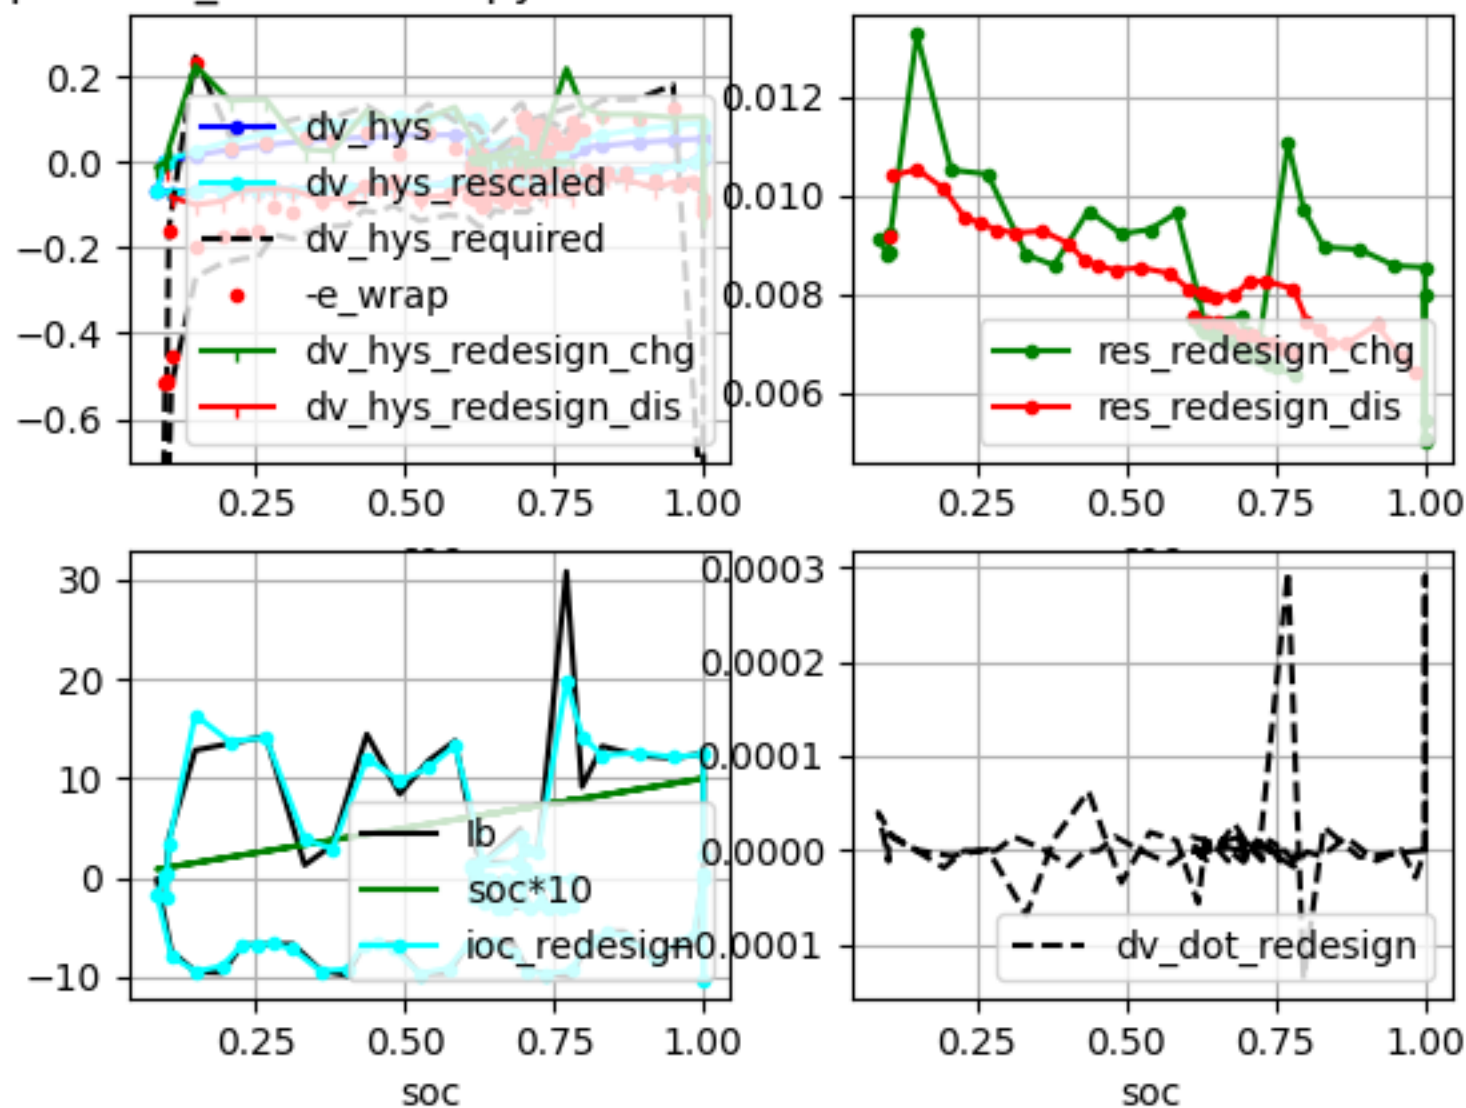 0.2
0.0
−0.2
−0.4
−0.6
dv_hys
dv_hys_rescaled
dv_hys_required
-e_wrap
dv_hys_redesign_chg
dv_hys_redesign_dis
0.25 0.50 0.75 1.00
0.012
0.010
0.008
0.006
res_redesign_chg
res_redesign_dis
0.25 0.50 0.75 1.00
30
20
10
0
−10
Ib
soc*10
ioc_redesign
0.25 0.50 0.75 1.00
soc
0.0003
0.0002
0.0001
0.0000
−0.0001
dv_dot_redesign
0.25 0.50 0.75 1.00
soc